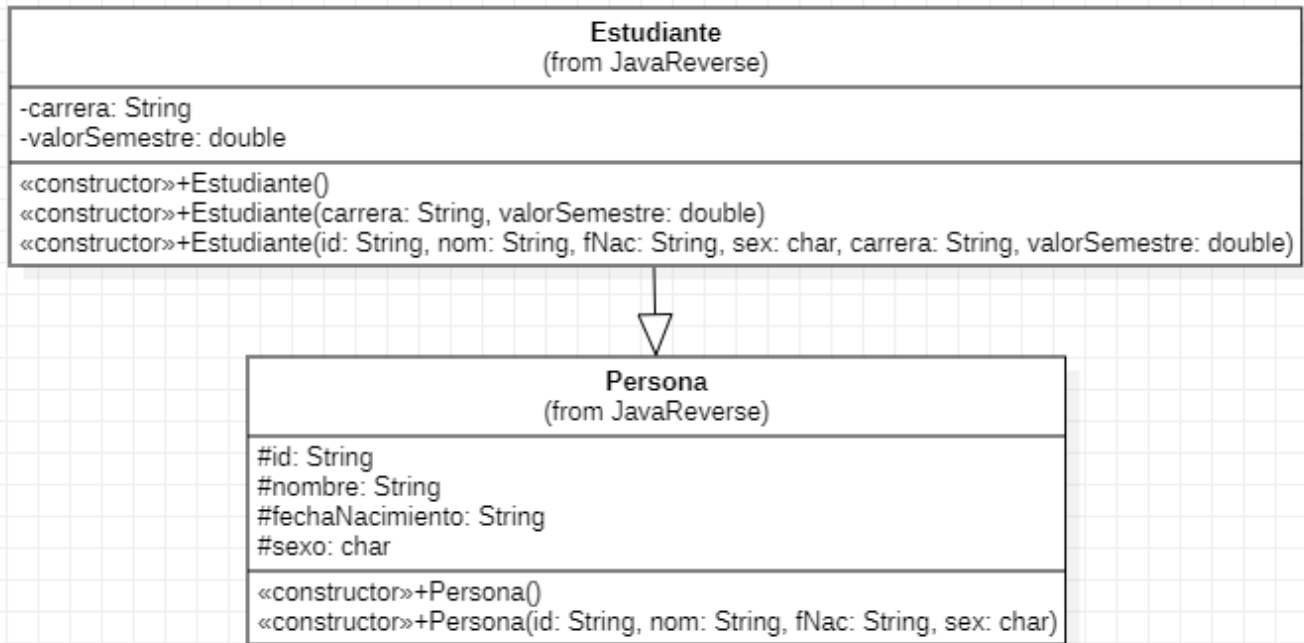 Estudiante
(from JavaReverse)
-carrera: String
-valorSemestre: double
«constructor»+Estudiante()
«constructor»+Estudiante(carrera: String, valorSemestre: double)
«constructor»+Estudiante(id: String, nom: String, fNac: String, sex: char, carrera: String, valorSemestre: double)
Persona
(from JavaReverse)
#id: String
#nombre: String
#fechaNacimiento: String
#sexo: char
«constructor»+Persona()
«constructor»+Persona(id: String, nom: String, fNac: String, sex: char)